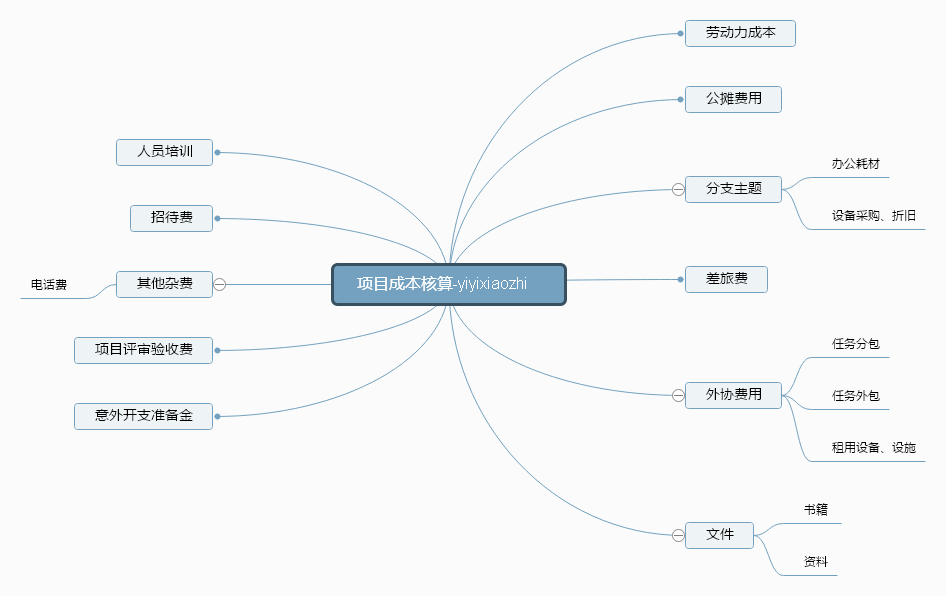 项目成本核算-yiyixiaozhi
劳动力成本
公摊费用
分支主题
办公耗材
设备采购、折旧
差旅费
外协费用
任务分包
任务外包
租用设备、设施
文件
书籍
资料
人员培训
招待费
其他杂费
电话费
项目评审验收费
意外开支准备金